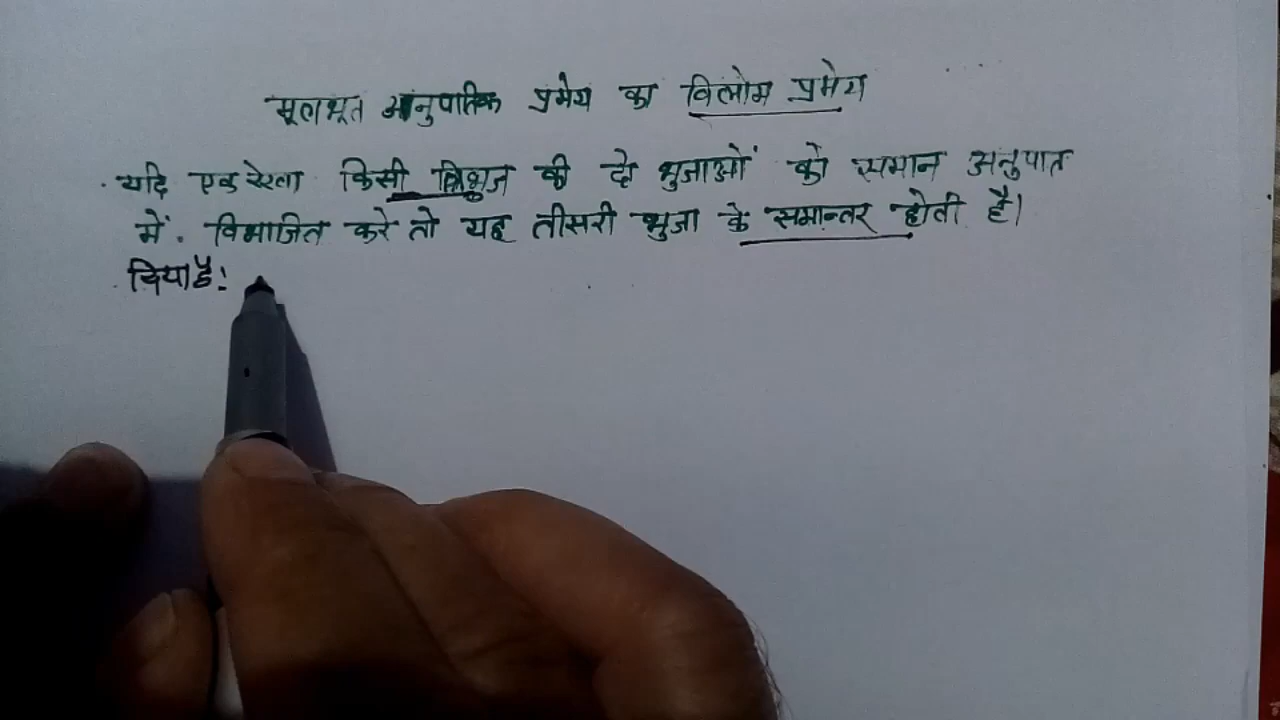 मूलभूत आनुपातिक प्रमेय का विलोम प्रमेय
यदि एक रेखा किसी त्रिभुज की दो भुजाओं को समान अनुपात
में विभाजित करे तो यह तीसरी भुजा के समान्तर होती है।
दिया है: